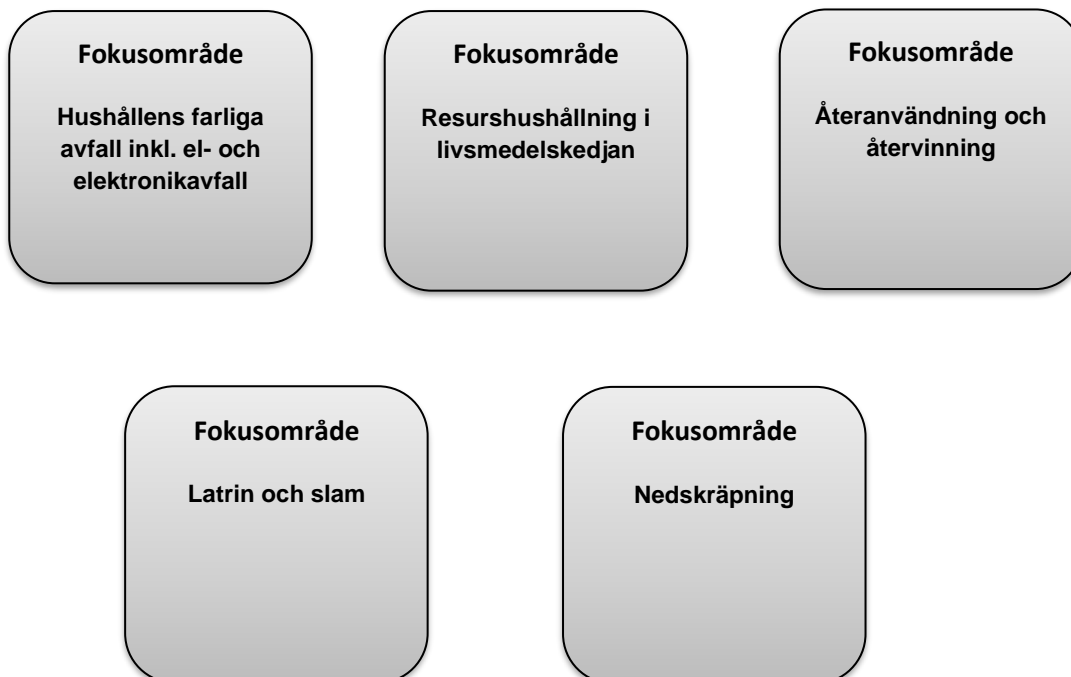 Fokusområde
Hushållens farliga
avfall inkl. el- och
elektronikavfall
Fokusområde
Resurshushållning i
livsmedelskedjan
Fokusområde
Återanvändning och
återvinning
Fokusområde
Latrin och slam
Fokusområde
Nedskräpning